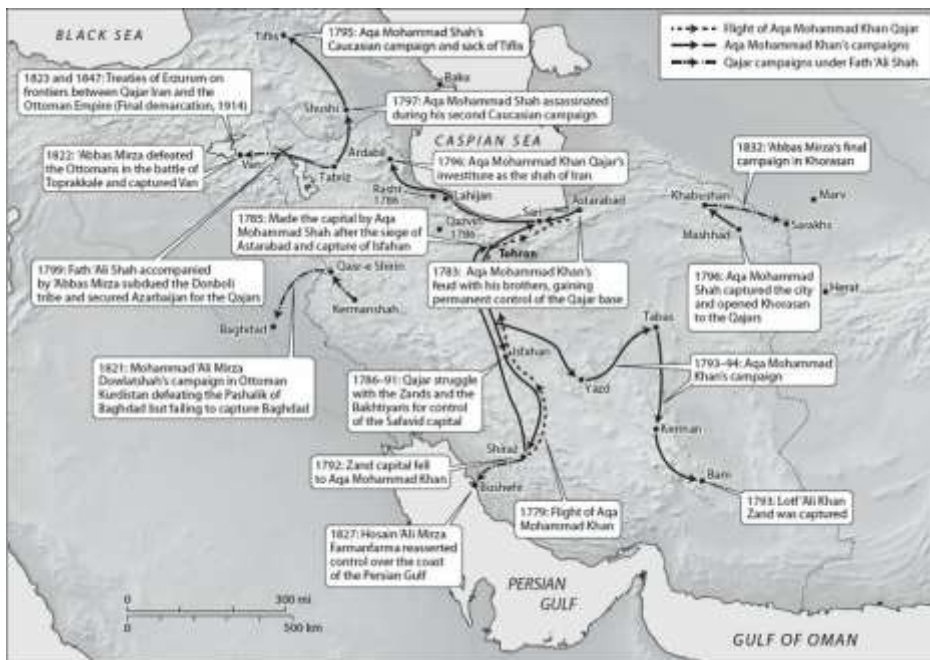 BLACK SEA
Tiflis
1795: Aqa Mohammad Shah's
Caucasian campaign and sack of Tiflis
Flight of Aqa Mohammad Khan Qajar
Aqa Mohammad Khan's campaigns
Qajar campaigns under Fath 'Ali Shah
1823 and 1847: Treaties of Erzurum on
frontiers between Qajar Iran and the
Ottoman Empire (Final demarcation, 1914)
Baku
Shushi
1797: Aqa Mohammad Shah assassinated
during his second Caucasian campaign
CASPIAN SEA
1822: 'Abbas Mirza defeated
the Ottomans in the battle of
Toprakkale and captured Van
Van
Tabriz
Ardabil
1796: Aqa Mohammad Khan Qajar's
investiture as the shah of Iran
1832: 'Abbas Mirza's final
campaign in Khorasan
Rasht
1786
Lahijan
Astarabad
Sari
Khabushan
Marv
Sarakhs
Mashhad
Qazvin
1786
1785: Made the capital by Aqa
Mohammad Shah after the siege of
Astarabad and capture of Isfahan
Tehran
1799: Fath 'Ali Shah accompanied
by 'Abbas Mirza subdued the Donboli
tribe and secured Azarbaijan for the Qajars
Qasr-e Shirin
1783: Aqa Mohammad Khan's
feud with his brothers, gaining
permanent control of the Qajar base
1796: Aqa Mohammad
Shah captured the city
and opened Khorasan
to the Qajars
Herat
Kermanshah
Baghdad
Tabas
Isfahan
1821: Mohammad 'Ali Mirza
Dowlatshah's campaign in Ottoman
Kurdistan defeating the Pashalik of
Baghdad but failing to capture Baghdad
1786–91: Qajar struggle
with the Zands and the
Bakhtiyaris for control
of the Safavid capital
Yazd
1793–94: Aqa Mohammad
Khan's campaign
Kerman
Shiraz
1792: Zand capital fell
to Aqa Mohammad Khan
Bushehr
Bam
1793: Lotf 'Ali Khan
Zand was captured
1779: Flight of Aqa
Mohammad Khan
1827: Hosain 'Ali Mirza
Farmanfarma reasserted
control over the coast
of the Persian Gulf
PERSIAN
GULF
0 300 mi
0 500 km
GULF OF OMAN